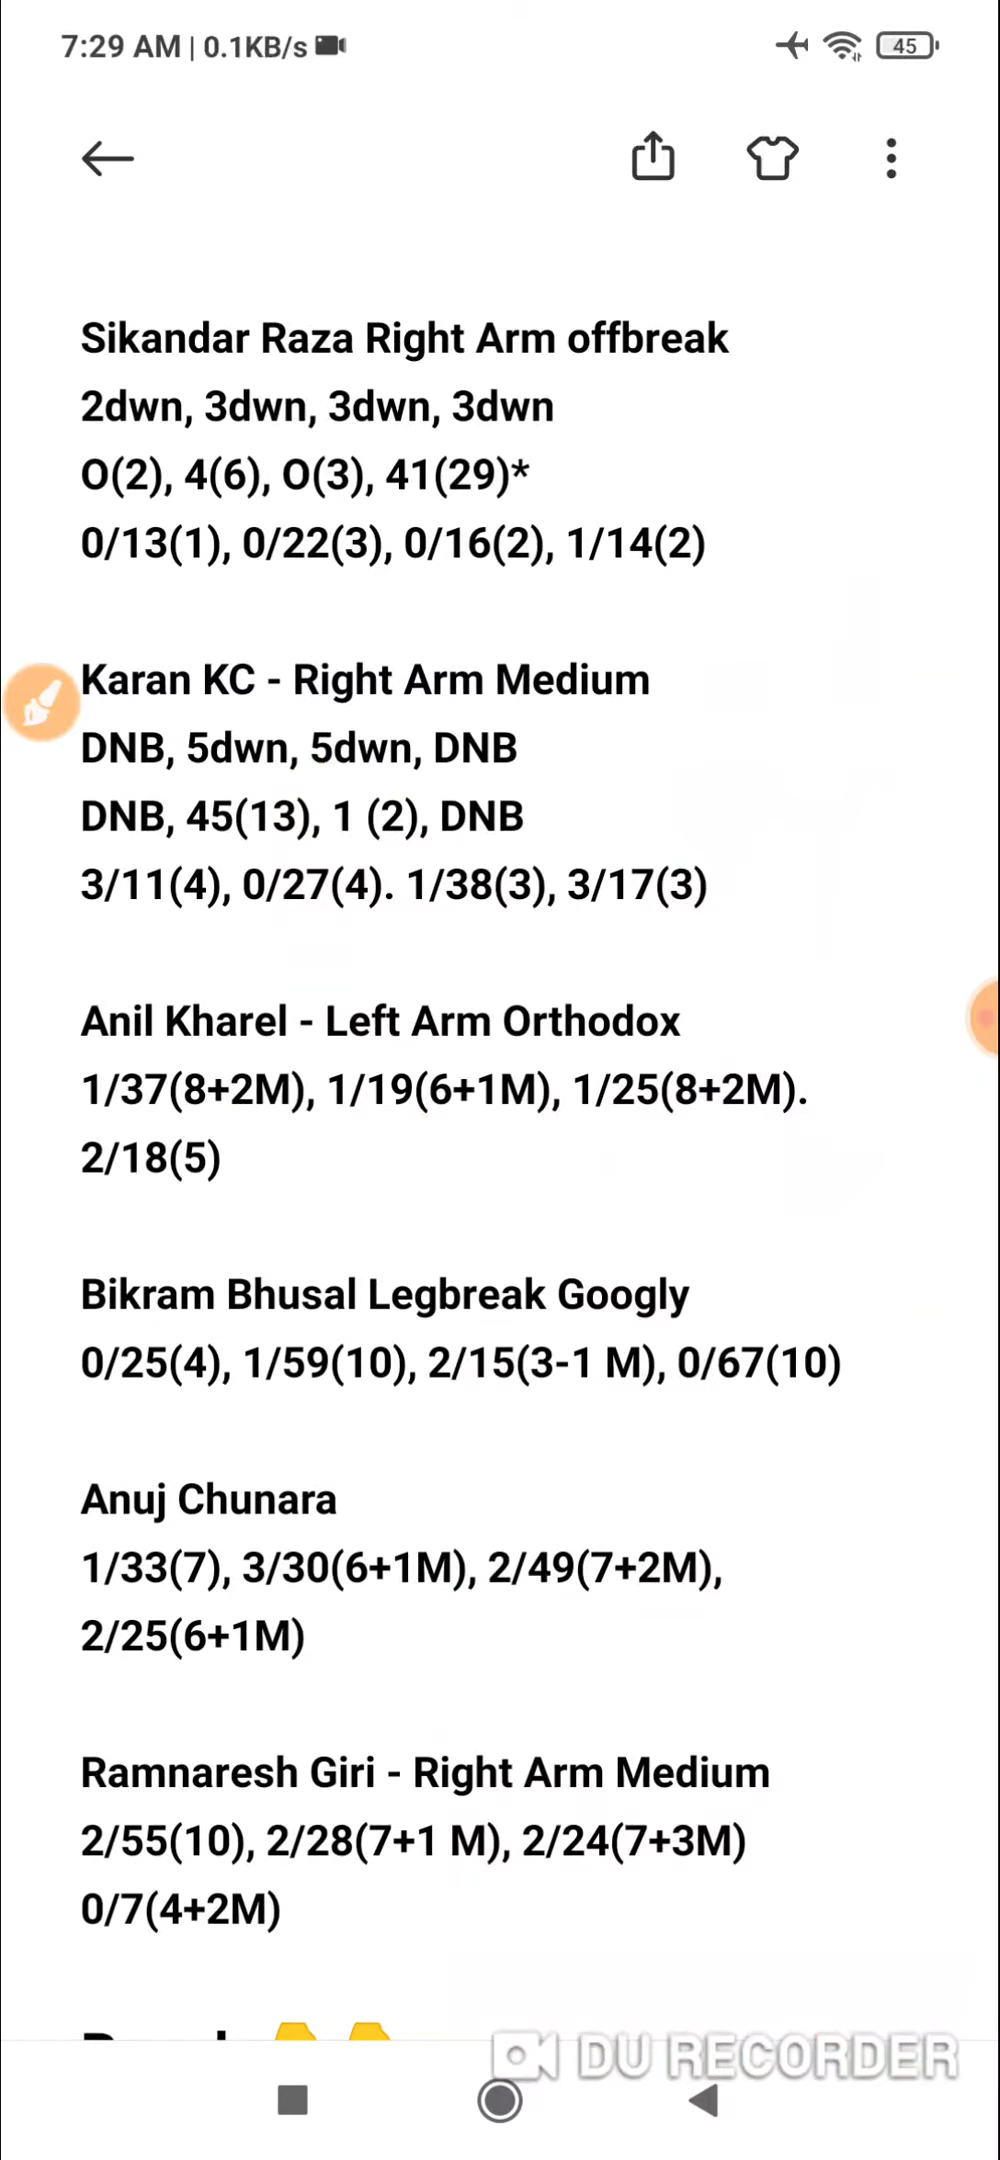 7:29 AM | 0.1KB/s
45
Sikandar Raza Right Arm offbreak
2dwn, 3dwn, 3dwn, 3dwn
O(2), 4(6), O(3), 41(29)*
0/13(1), 0/22(3), 0/16(2), 1/14(2)
Karan KC - Right Arm Medium
DNB, 5dwn, 5dwn, DNB
DNB, 45(13), 1 (2), DNB
3/11(4), 0/27(4). 1/38(3), 3/17(3)
Anil Kharel - Left Arm Orthodox
1/37(8+2M), 1/19(6+1M), 1/25(8+2M).
2/18(5)
Bikram Bhusal Legbreak Googly
0/25(4), 1/59(10), 2/15(3-1 M), 0/67(10)
Anuj Chunara
1/33(7), 3/30(6+1M), 2/49(7+2M),
2/25(6+1M)
Ramnaresh Giri - Right Arm Medium
2/55(10), 2/28(7+1 M), 2/24(7+3M)
0/7(4+2M)
DU RECORDER